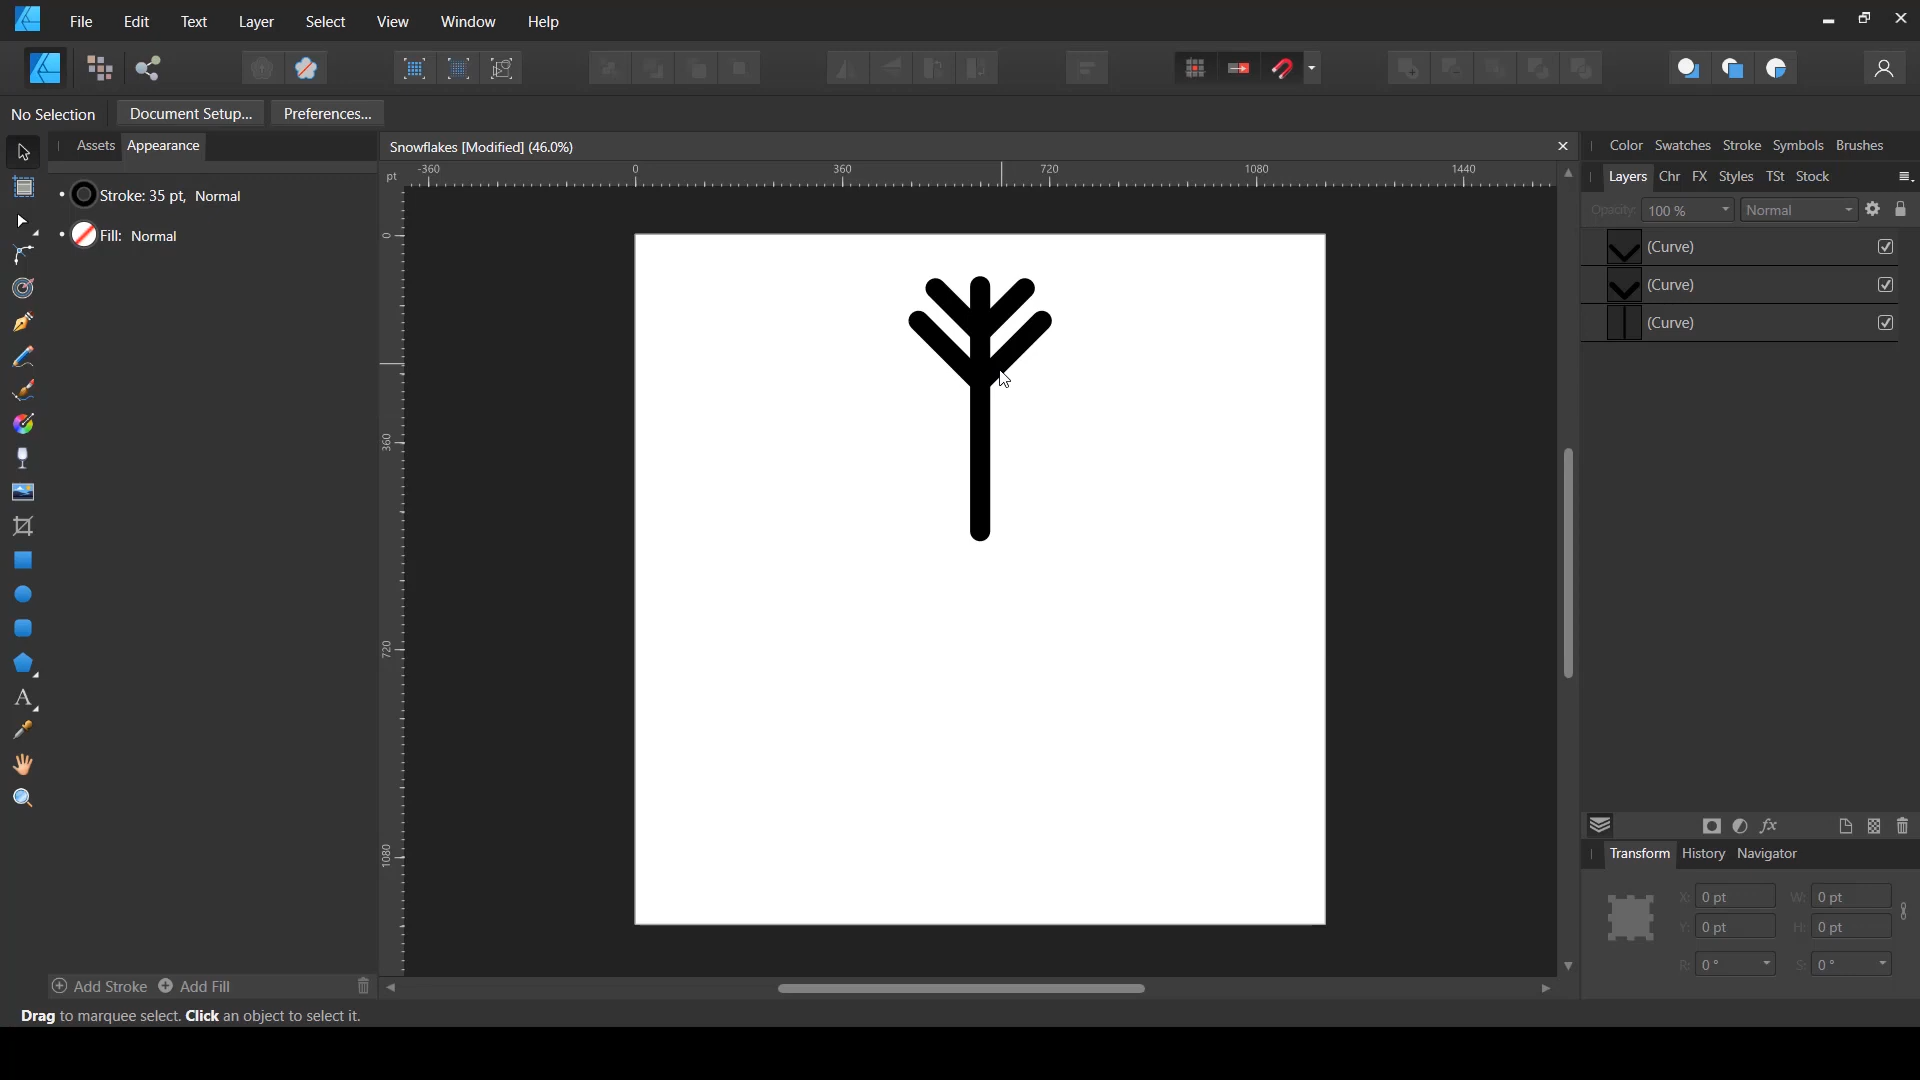 File Edit Text Layer Select View Window Help
No Selection Document Setup... Preferences...
Assets Appearance
Stroke: 35 pt, Normal
Fill: Normal
Add Stroke Add Fill
Snowflakes [Modified] (46.0%)
pt -360 0 360 720 1080 1440
0
360
720
1080
Color Swatches Stroke Symbols Brushes
Layers Chr FX Styles TSt Stock
Opacity: 100 % Normal
(Curve)
(Curve)
(Curve)
Transform History Navigator
X: 0 pt W: 0 pt
Y: 0 pt H: 0 pt
R: 0 ° S: 0 °
Drag to marquee select. Click an object to select it.